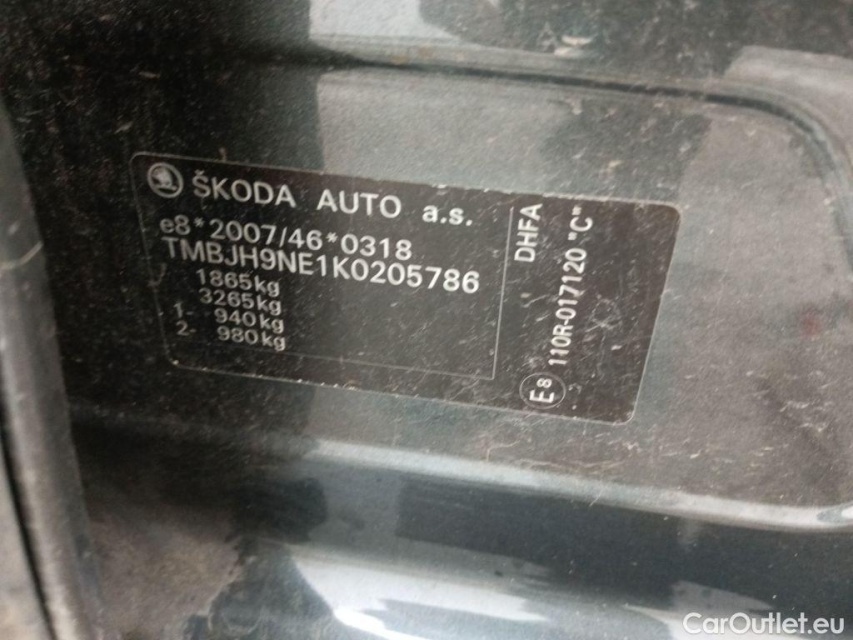 ŠKODA AUTO a.s.
e8*2007/46*0318
TMBJH9NE1K0205786
1865kg
3265kg
1- 940kg
2- 980kg
DHFA
E8 110R-017120 "C"
CarOutlet.eu